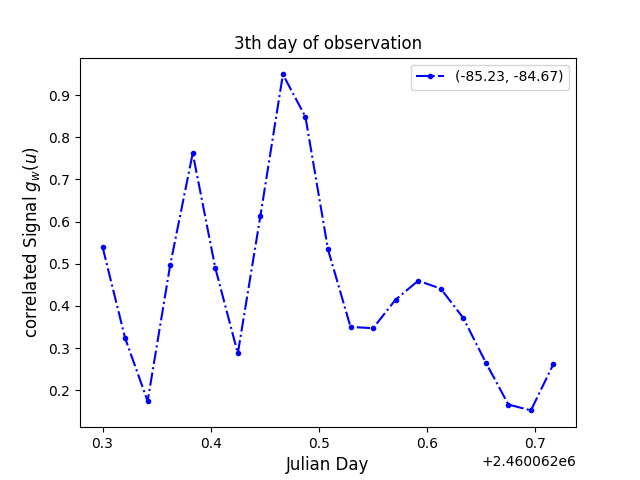 3th day of observation
(-85.23, -84.67)
correlated Signal $g_w(u)$
0.9
0.8
0.7
0.6
0.5
0.4
0.3
0.2
0.3 0.4 0.5 0.6 0.7
Julian Day
+2.460062e6